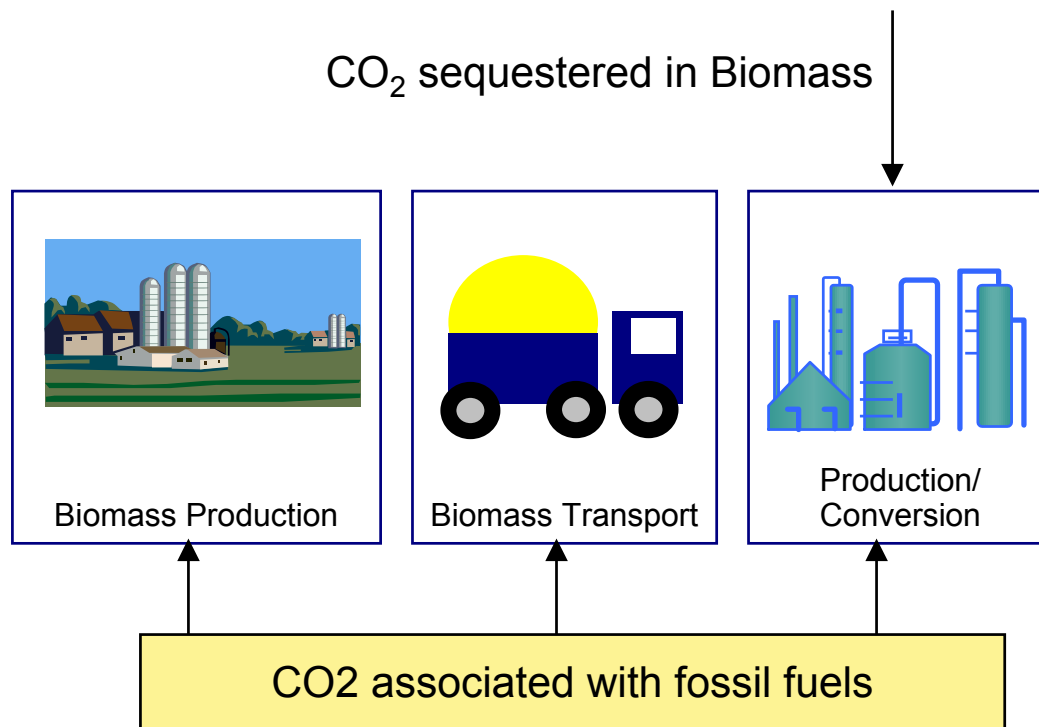 CO₂ sequestered in Biomass
Biomass Production
Biomass Transport
Production/
Conversion
CO2 associated with fossil fuels